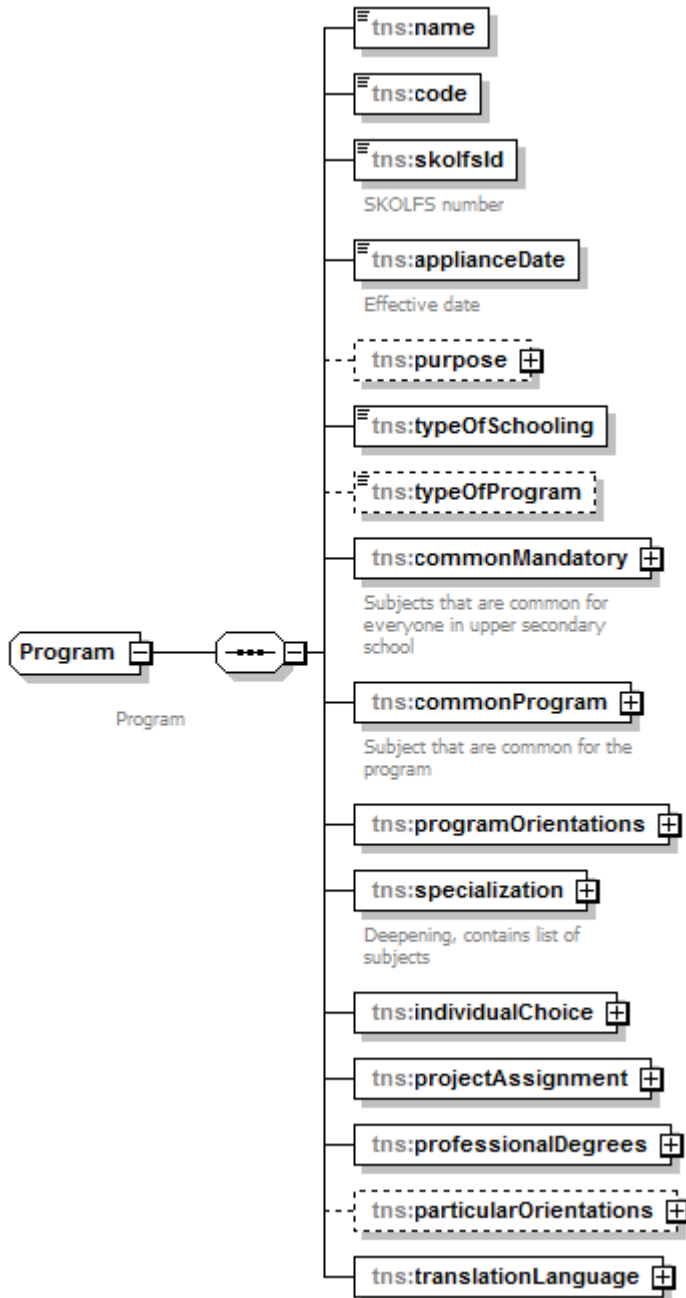 tns:name
tns:code
tns:skolfsId
SKOLFS number
tns:applianceDate
Effective date
tns:purpose
tns:typeOfSchooling
tns:typeOfProgram
tns:commonMandatory
Subjects that are common for
everyone in upper secondary
school
Program
Program
tns:commonProgram
Subject that are common for the
program
tns:programOrientations
tns:specialization
Deepening, contains list of
subjects
tns:individualChoice
tns:projectAssignment
tns:professionalDegrees
tns:particularOrientations
tns:translationLanguage